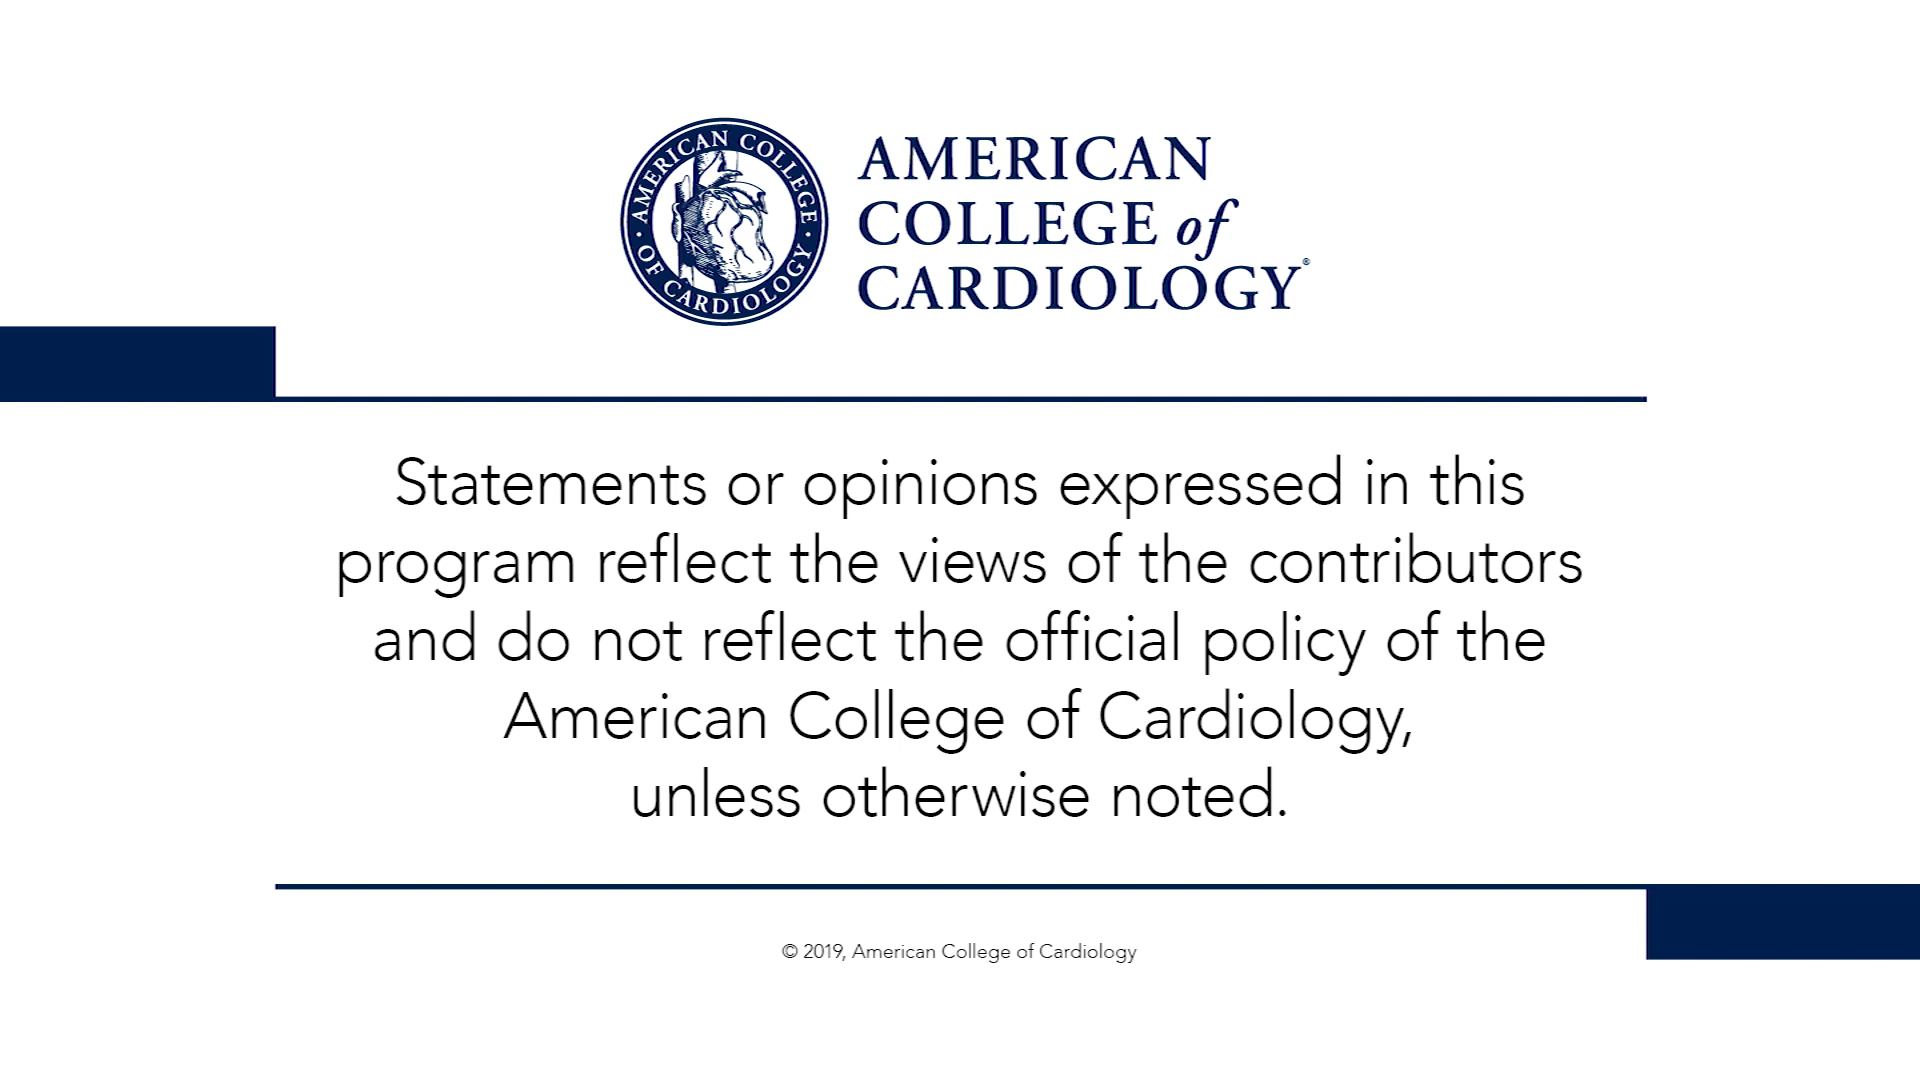 AMERICAN COLLEGE
· OF CARDIOLOGY ·
AMERICAN
COLLEGE of
CARDIOLOGY®
Statements or opinions expressed in this
program reflect the views of the contributors
and do not reflect the official policy of the
American College of Cardiology,
unless otherwise noted.
© 2019, American College of Cardiology